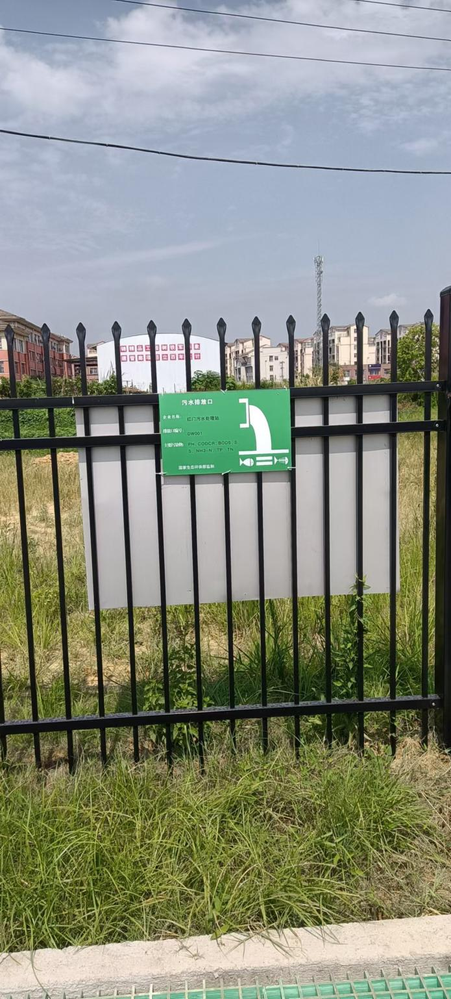 污水排放口
企业名称: 红门污水处理站
排放口编号: DW001
主要污染物: PH、CODCR、BOD5、S
S、NH3-N、TP、TN
国家生态环保部监制